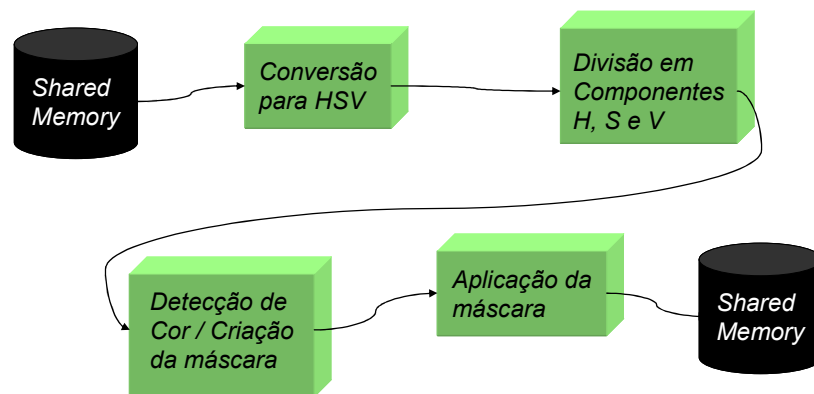 Shared
Memory
Conversão
para HSV
Divisão em
Componentes
H, S e V
Detecção de
Cor / Criação
da máscara
Aplicação da
máscara
Shared
Memory